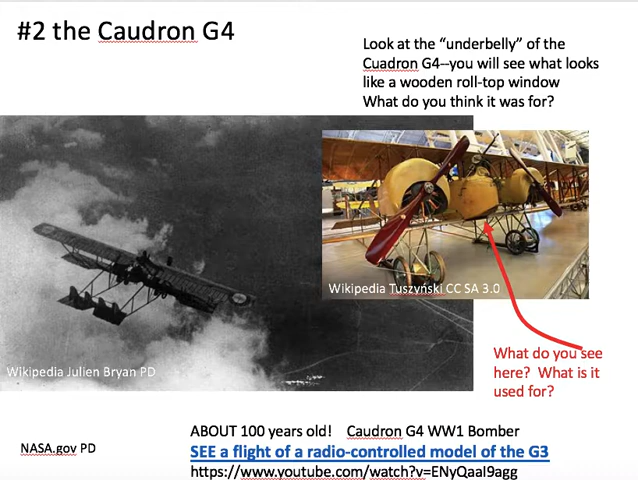 #2 the Caudron G4
Look at the “underbelly” of the
Cuadron G4--you will see what looks
like a wooden roll-top window
What do you think it was for?
Wikipedia Tuszyński CC SA 3.0
Wikipedia Julien Bryan PD
What do you see
here?  What is it
used for?
ABOUT 100 years old!    Caudron G4 WW1 Bomber
NASA.gov PD
SEE a flight of a radio-controlled model of the G3
https://www.youtube.com/watch?v=ENyQaaI9agg